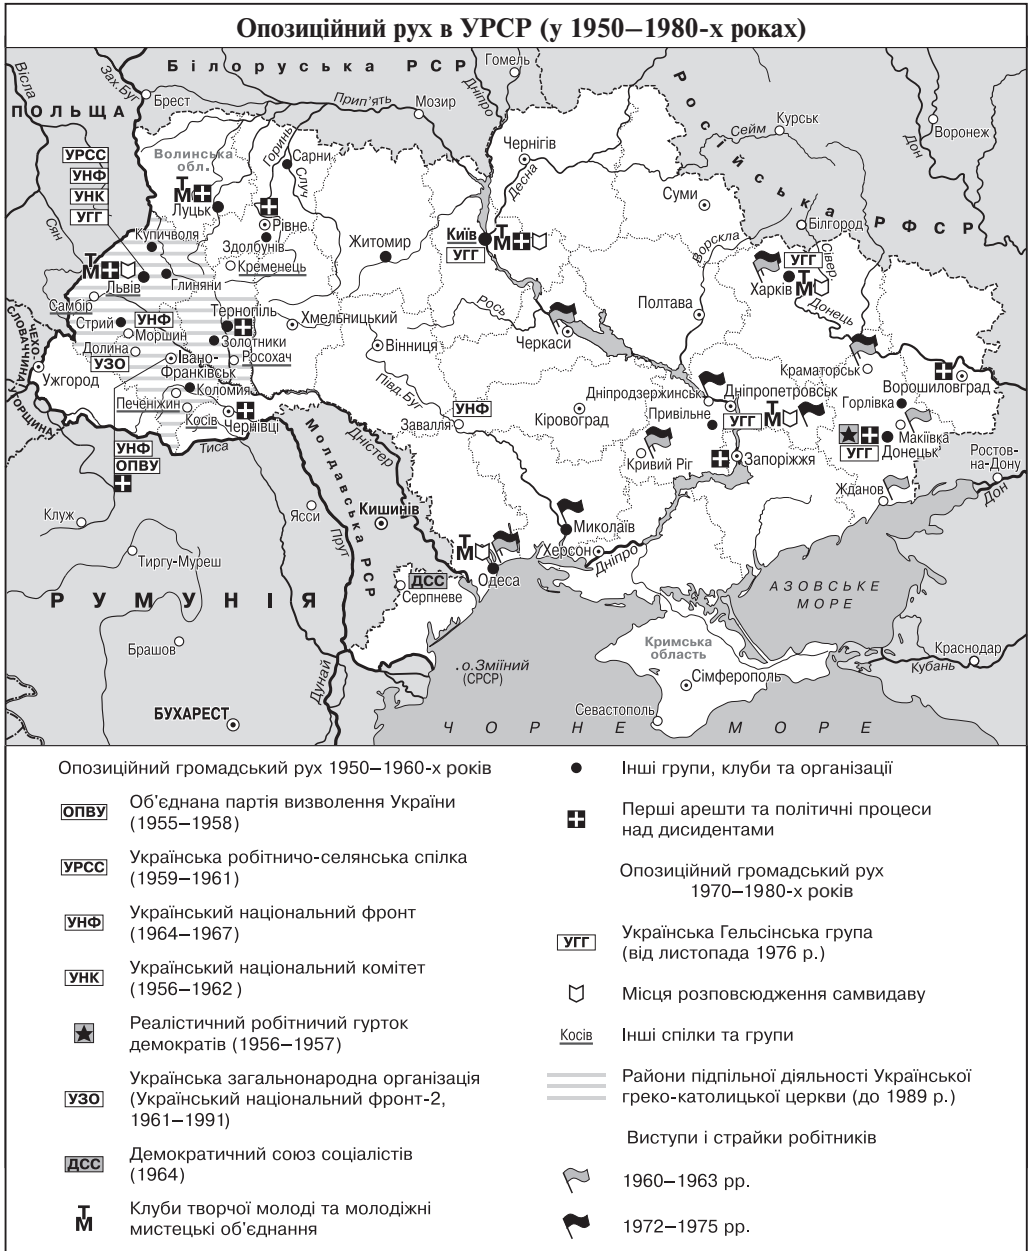 Опозиційний рух в УРСР (у 1950–1980-х роках)
Білоруська РСР
Гомель
Вісла
Зах.Буг
Брест
Прип'ять
Мозир
Дніпро
Російська РФСР
Курськ
Сейм
Воронеж
Дон
ПОЛЬЩА
УРСС
УНФ
УНК
УГГ
Сян
Волинська
обл.
ТМ
Луцьк
Горинь
Случ
Сарни
Рівне
Здолбунів
Кременець
Чернігів
Десна
Суми
Білгород
Купичволя
ТМ
Львів
Глиняни
Житомир
Київ
УГГ
ТМ
Ворскла
УГГ
Харків
ТМ
Сівер. Донець
Самбір
Стрий
УНФ
Моршин
Долина
УЗО
Тернопіль
Золотники
Росохач
Хмельницький
Вінниця
Рось
Черкаси
Полтава
Краматорськ
Ворошиловград
ЧЕХО-
СЛОВАЧЧИНА
УГОРЩИНА
Ужгород
Івано-
Франківськ
Коломия
Печеніжин
Косів
Чернівці
Півд.Буг
Завалля
УНФ
Кіровоград
Дніпродзержинськ
Дніпропетровськ
Привільне
УГГ
ТМ
Кривий Ріг
Запоріжжя
Горлівка
Макіївка
Донецьк
УГГ
Ростов-
на-Дону
Дон
Жданов
Тиса
УНФ
ОПВУ
Клуж
Тиргу-Муреш
Ясси
Прут
Молдавська РСР
Дністер
Кишинів
Миколаїв
Херсон
Дніпро
ТМ
Одеса
ДСС
Серпневе
РУМУНІЯ
Брашов
БУХАРЕСТ
Дунай
о.Зміїний
(СРСР)
АЗОВСЬКЕ
МОРЕ
Кримська
область
Сімферополь
Севастополь
Краснодар
Кубань
ЧОРНЕ МОРЕ
Опозиційний громадський рух 1950–1960-х років
ОПВУ
Об'єднана партія визволення України
(1955–1958)
УРСС
Українська робітничо-селянська спілка
(1959–1961)
УНФ
Український національний фронт
(1964–1967)
УНК
Український національний комітет
(1956–1962)
Реалістичний робітничий гурток
демократів (1956–1957)
УЗО
Українська загальнонародна організація
(Український національний фронт-2,
1961–1991)
ДСС
Демократичний союз соціалістів
(1964)
ТМ
Клуби творчої молоді та молодіжні
мистецькі об'єднання
Інші групи, клуби та організації
Перші арешти та політичні процеси
над дисидентами
Опозиційний громадський рух
1970–1980-х років
УГГ
Українська Гельсінська група
(від листопада 1976 р.)
Місця розповсюдження самвидаву
Косів
Інші спілки та групи
Райони підпільної діяльності Української
греко-католицької церкви (до 1989 р.)
Виступи і страйки робітників
1960–1963 рр.
1972–1975 рр.